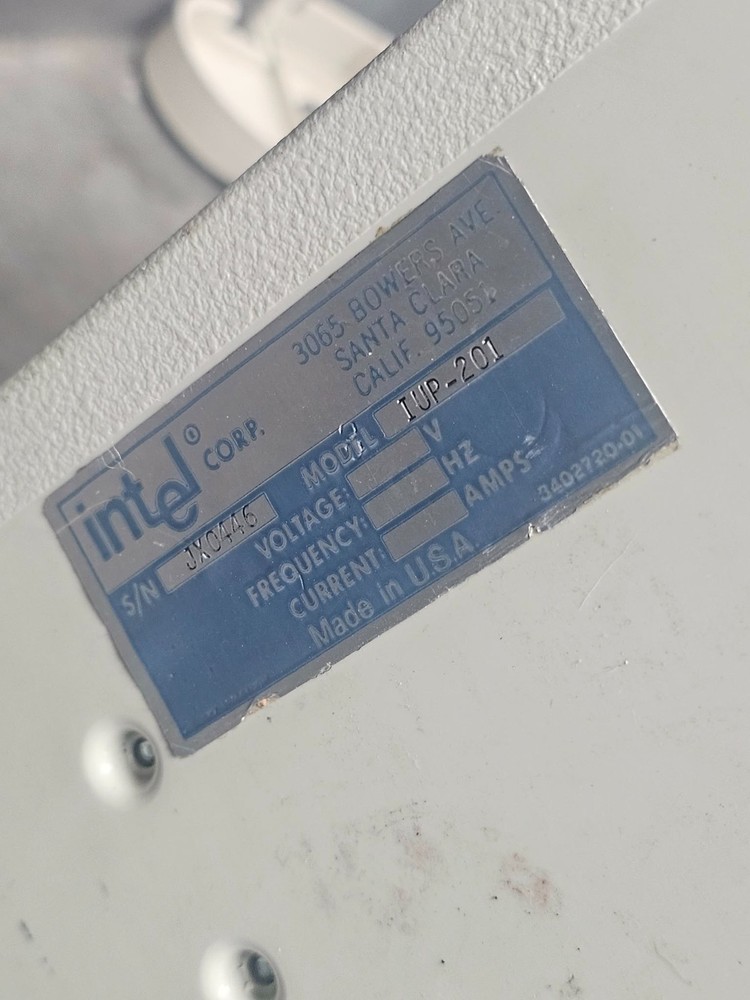 intel® CORP.
3065 BOWERS AVE.
SANTA CLARA
CALIF. 95051
MODEL IUP-201
S/N JX0446
VOLTAGE: V
FREQUENCY: HZ
CURRENT: AMPS
Made in U.S.A.
3402720-01